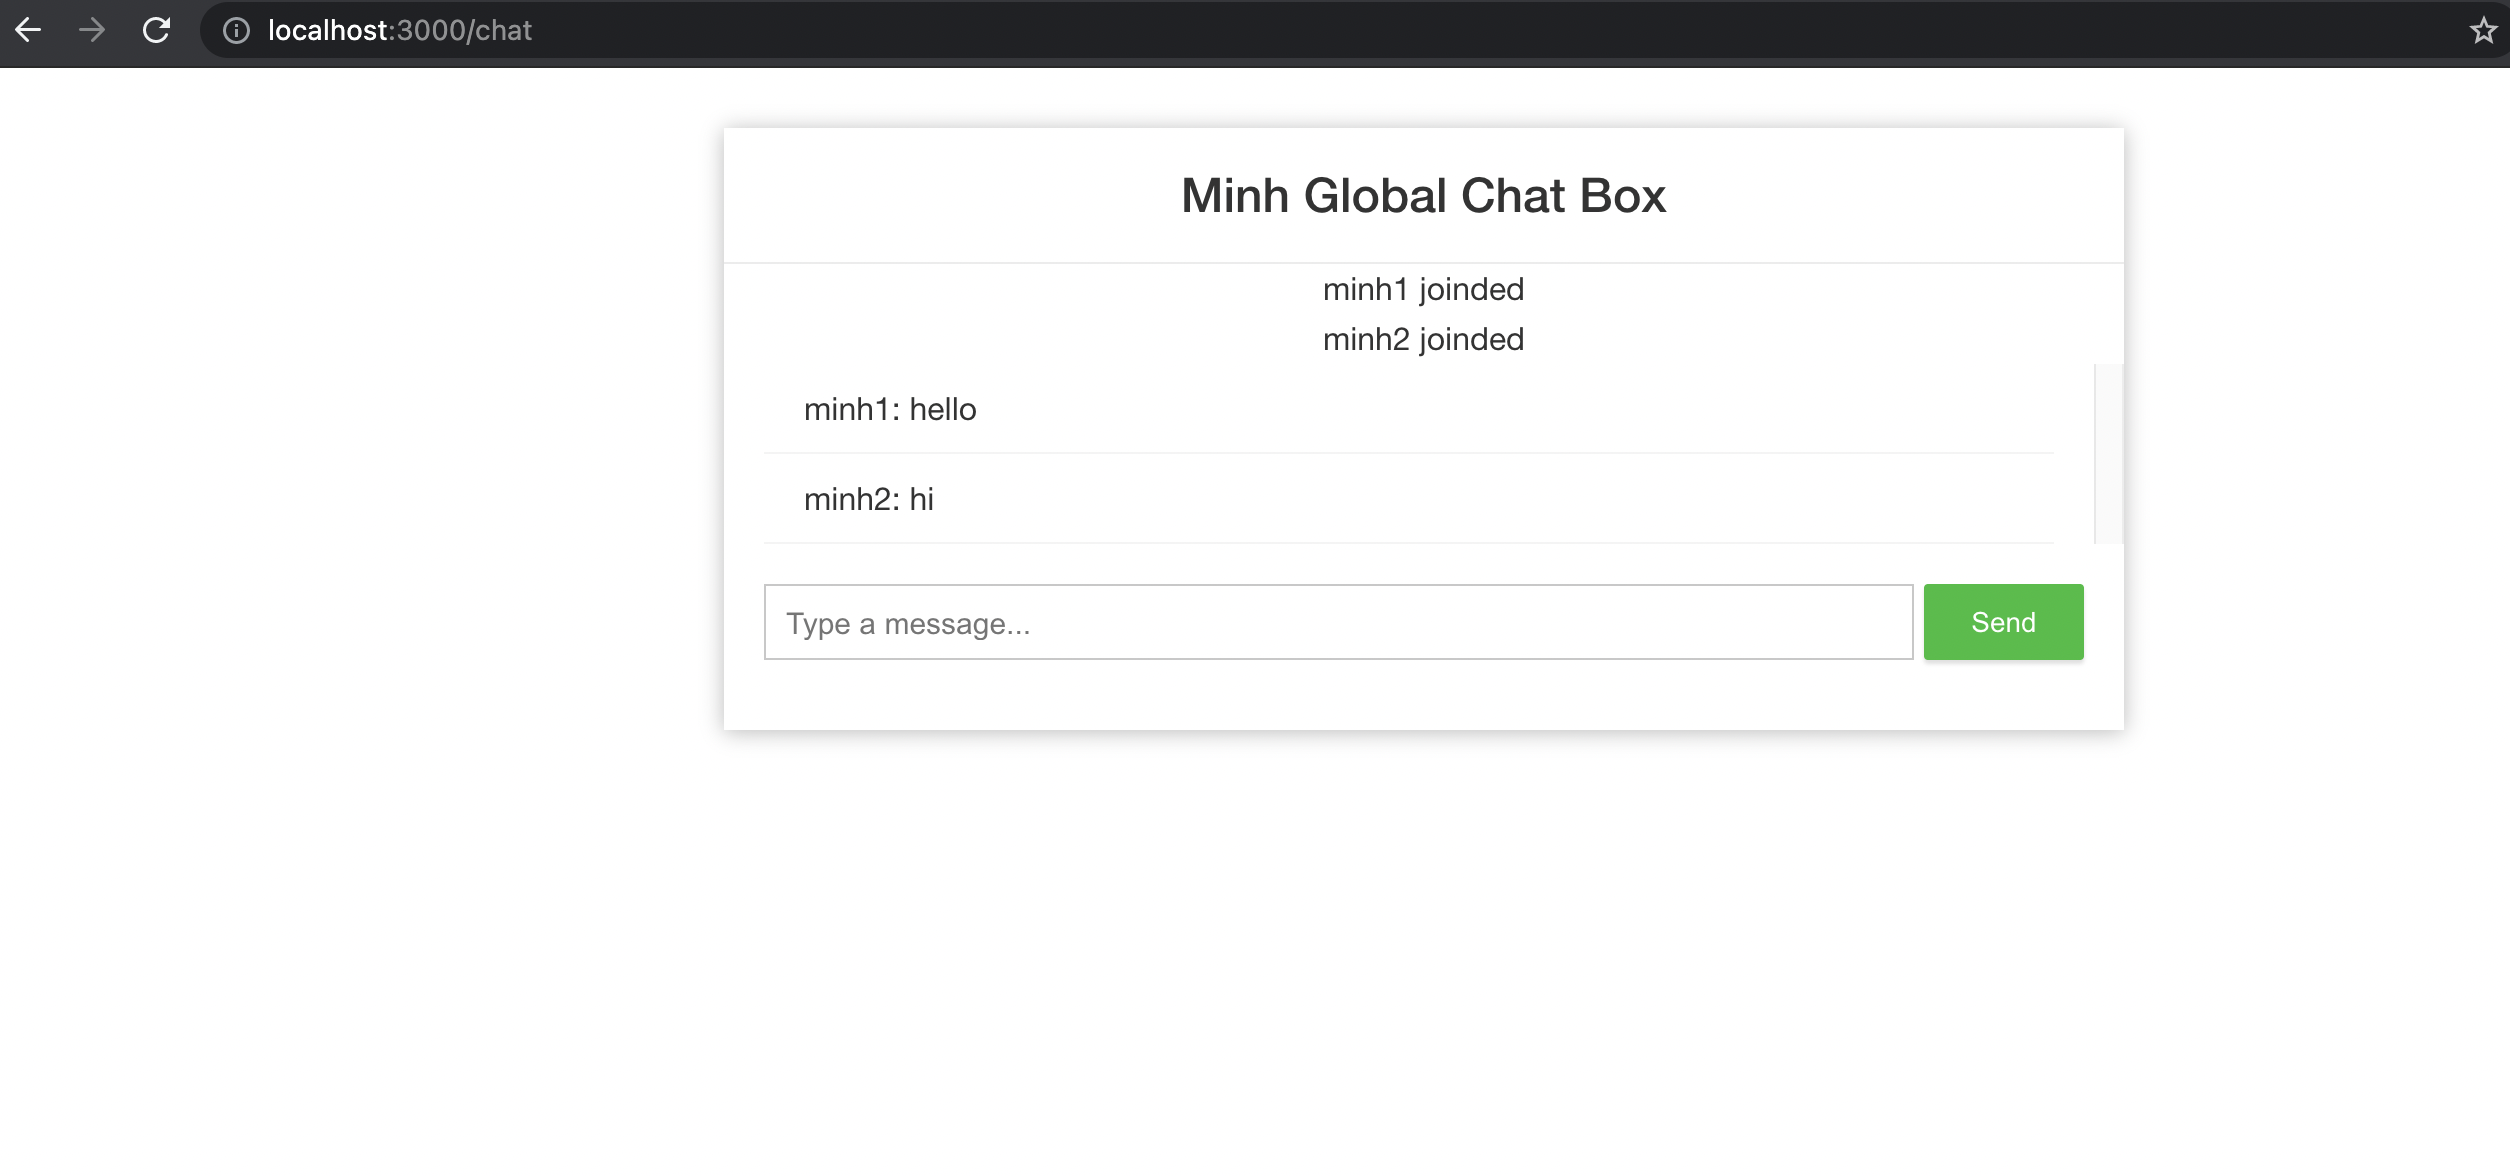 localhost:3000/chat
Minh Global Chat Box
minh1 joinded
minh2 joinded
minh1: hello
minh2: hi
Type a message...
Send